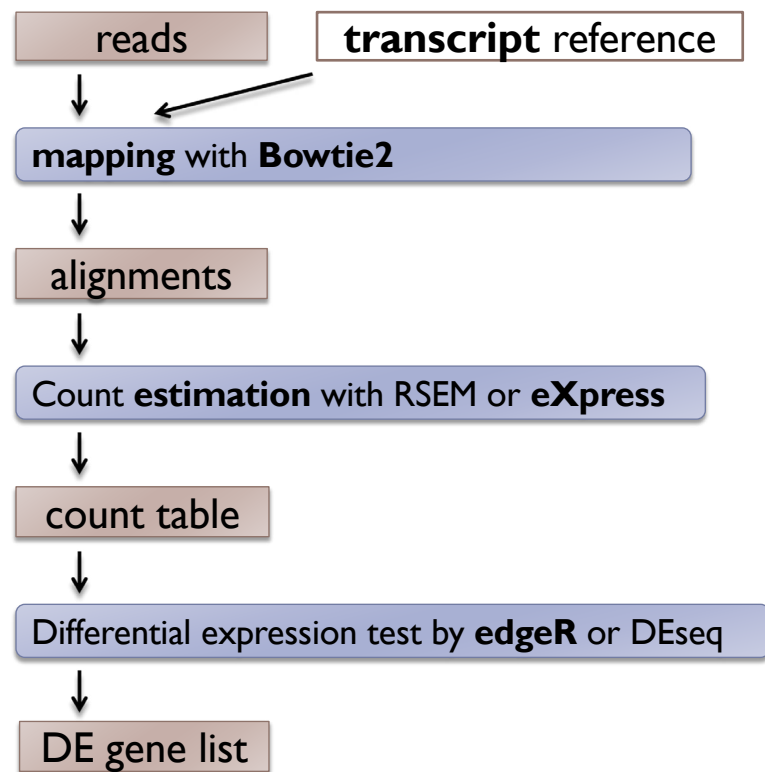 reads
transcript reference
mapping with Bowtie2
alignments
Count estimation with RSEM or eXpress
count table
Differential expression test by edgeR or DEseq
DE gene list